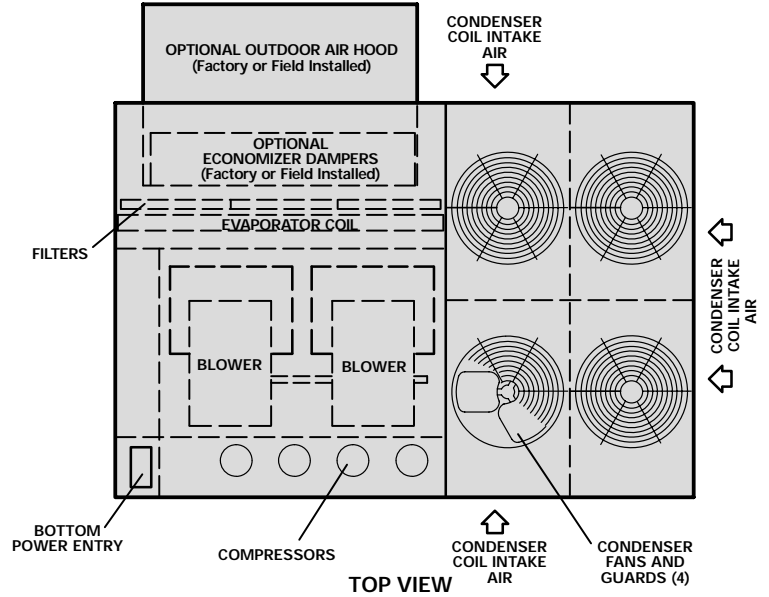 OPTIONAL OUTDOOR AIR HOOD
(Factory or Field Installed)
CONDENSER
COIL INTAKE
AIR
OPTIONAL
ECONOMIZER DAMPERS
(Factory or Field Installed)
EVAPORATOR COIL
FILTERS
CONDENSER
COIL INTAKE
AIR
BLOWER
BLOWER
BOTTOM
POWER ENTRY
COMPRESSORS
CONDENSER
COIL INTAKE
AIR
CONDENSER
FANS AND
GUARDS (4)
TOP VIEW